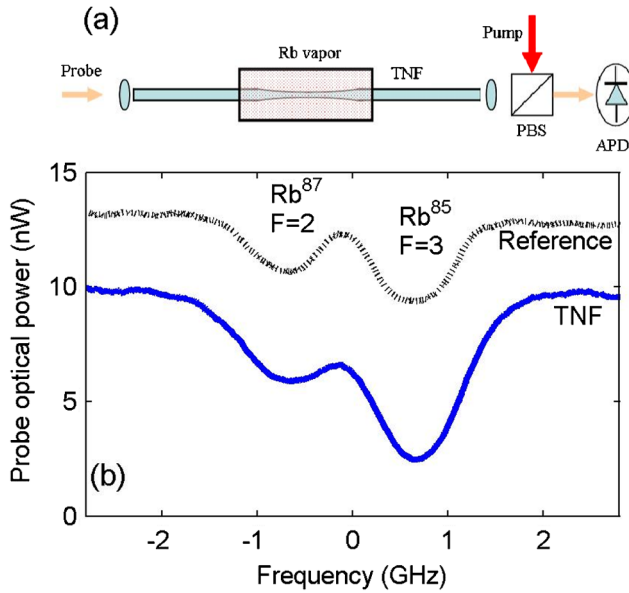 (a)
Rb vapor
Pump
Probe
TNF
PBS
APD
15
10
5
0
Probe optical power (nW)
Rb⁸⁷
F=2
Rb⁸⁵
F=3
Reference
TNF
(b)
-2
-1
0
1
2
Frequency (GHz)